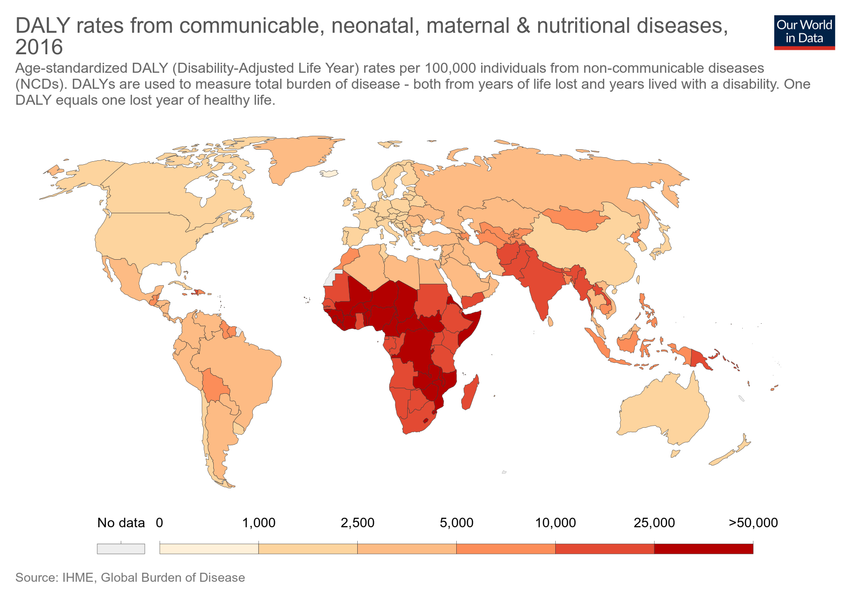 DALY rates from communicable, neonatal, maternal & nutritional diseases,
2016
Our World
in Data
Age-standardized DALY (Disability-Adjusted Life Year) rates per 100,000 individuals from non-communicable diseases
(NCDs). DALYs are used to measure total burden of disease - both from years of life lost and years lived with a disability. One
DALY equals one lost year of healthy life.
No data 0 1,000 2,500 5,000 10,000 25,000 >50,000
Source: IHME, Global Burden of Disease